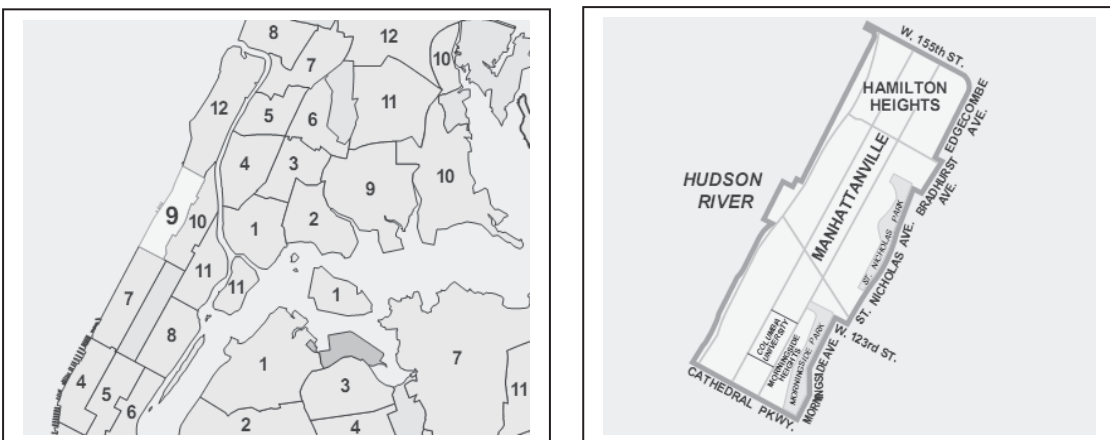 8
12
7
10
11
12
5
6
4
3
9
10
9
10
1
2
11
11
1
7
8
1
7
4
5
3
11
6
2
4
W. 155th ST.
HAMILTON
HEIGHTS
EDGECOMBE
AVE.
MANHATTANVILLE
HUDSON
RIVER
BRADHURST
AVE.
ST. NICHOLAS PARK
ST. NICHOLAS AVE.
COLUMBIA
UNIVERSITY
MORNINGSIDE
HEIGHTS
MORNINGSIDE PARK
W. 123rd ST.
MORNINGSIDE AVE.
CATHEDRAL PKWY.